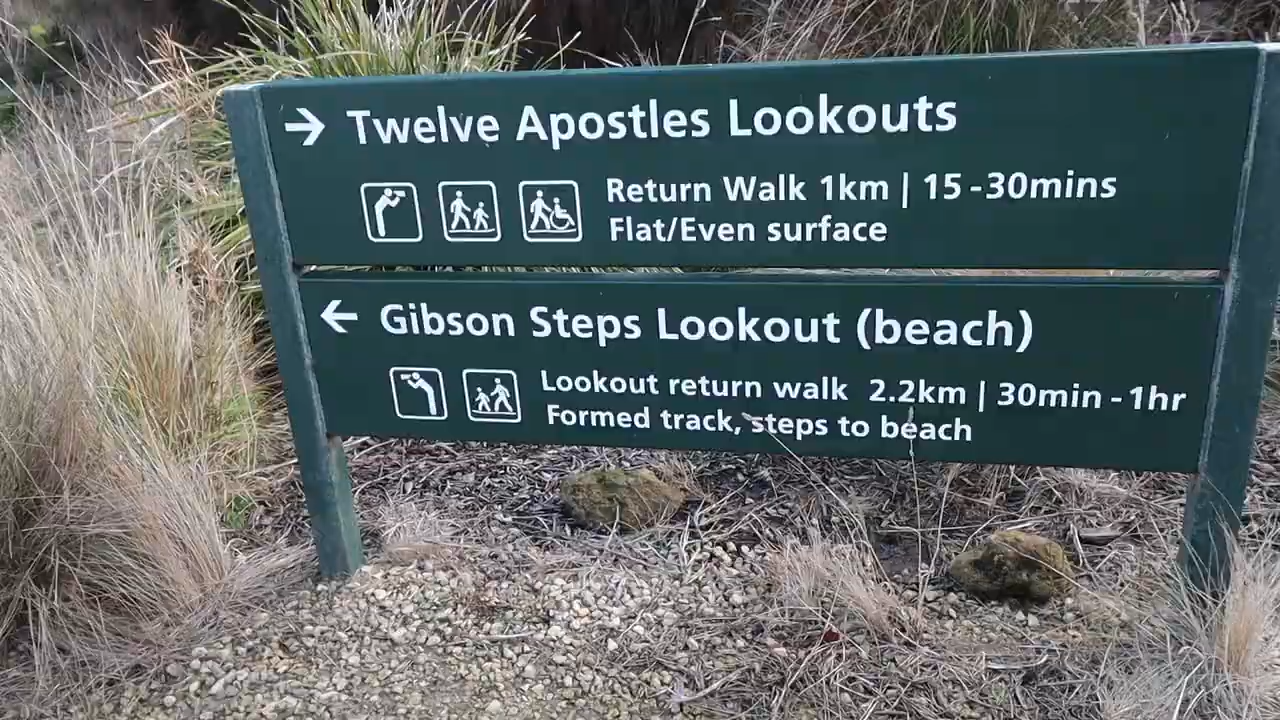 → Twelve Apostles Lookouts
Return Walk 1km | 15-30mins
Flat/Even surface
← Gibson Steps Lookout (beach)
Lookout return walk 2.2km | 30min-1hr
Formed track, steps to beach